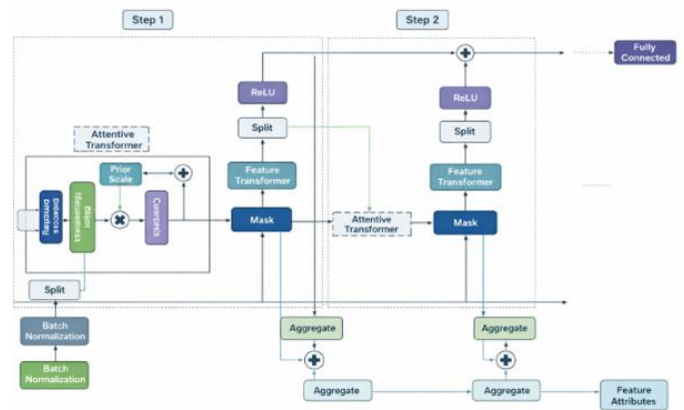 Step 1
Step 2
Fully
Connected
ReLU
ReLU
Split
Split
Attentive
Transformer
Prior
Scale
Feature
Transformer
Feature
Transformer
Mask
Attentive
Transformer
Mask
Split
Batch
Normalization
Batch
Normalization
Aggregate
Aggregate
Aggregate
Aggregate
Feature
Attributes